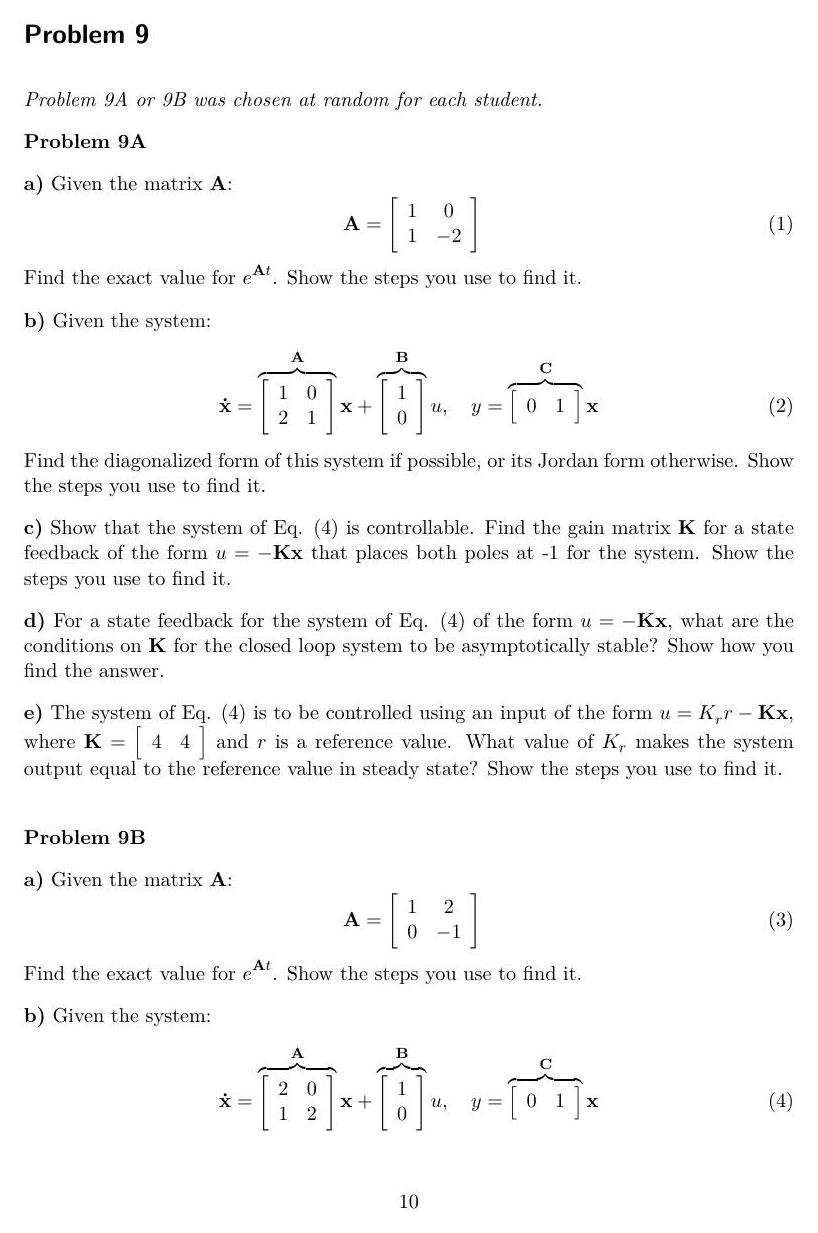 Problem 9
Problem 9A or 9B was chosen at random for each student.
Problem 9A
a) Given the matrix A:
A = [ 1 0 ; 1 −2 ] (1)
Find the exact value for e^{At}. Show the steps you use to find it.
b) Given the system:
ẋ = [ 1 0 ; 2 1 ]^{A} x + [ 1 ; 0 ]^{B} u, y = [ 0 1 ]^{C} x (2)
Find the diagonalized form of this system if possible, or its Jordan form otherwise. Show
the steps you use to find it.
c) Show that the system of Eq. (4) is controllable. Find the gain matrix K for a state
feedback of the form u = −Kx that places both poles at -1 for the system. Show the
steps you use to find it.
d) For a state feedback for the system of Eq. (4) of the form u = −Kx, what are the
conditions on K for the closed loop system to be asymptotically stable? Show how you
find the answer.
e) The system of Eq. (4) is to be controlled using an input of the form u = K_r r − Kx,
where K = [ 4 4 ] and r is a reference value. What value of K_r makes the system
output equal to the reference value in steady state? Show the steps you use to find it.
Problem 9B
a) Given the matrix A:
A = [ 1 2 ; 0 −1 ] (3)
Find the exact value for e^{At}. Show the steps you use to find it.
b) Given the system:
ẋ = [ 2 0 ; 1 2 ]^{A} x + [ 1 ; 0 ]^{B} u, y = [ 0 1 ]^{C} x (4)
10